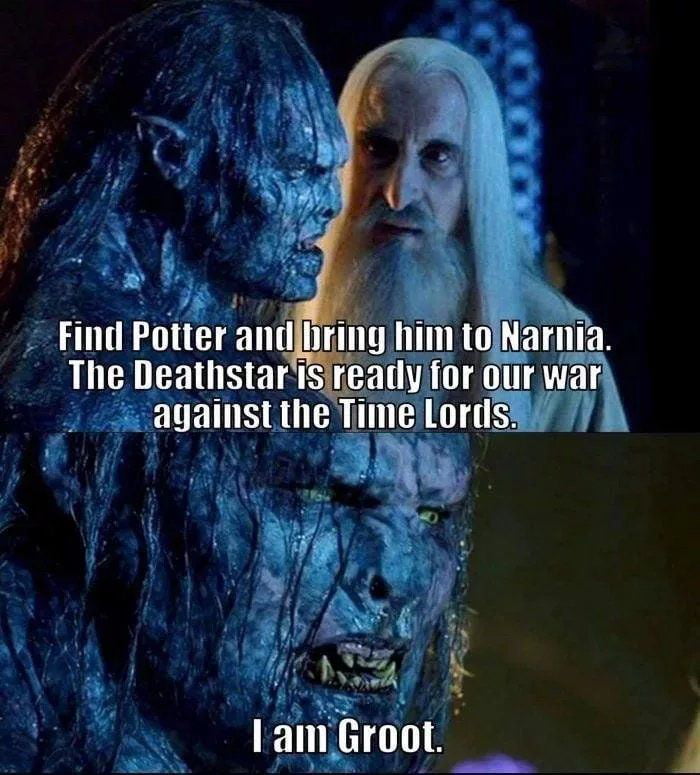 Find Potter and bring him to Narnia.
The Deathstar is ready for our war
against the Time Lords.
I am Groot.